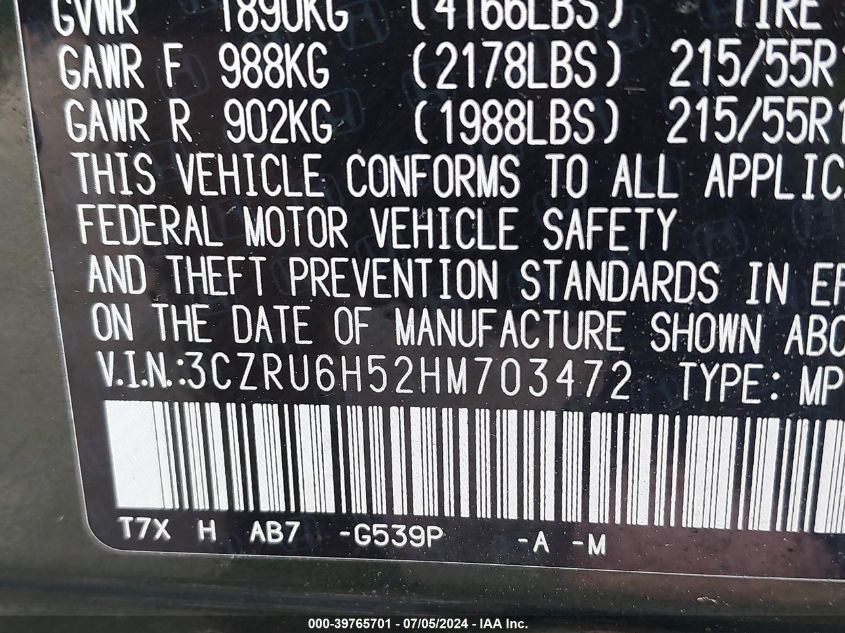 GVWR 1890KG (4166LBS) TIRE
GAWR F 988KG (2178LBS) 215/55R1
GAWR R 902KG (1988LBS) 215/55R1
THIS VEHICLE CONFORMS TO ALL APPLIC
FEDERAL MOTOR VEHICLE SAFETY
AND THEFT PREVENTION STANDARDS IN EF
ON THE DATE OF MANUFACTURE SHOWN ABO
V.I.N.:3CZRU6H52HM703472 TYPE: MP
T7X H AB7 -G539P -A -M
000-39765701 - 07/05/2024 - IAA Inc.